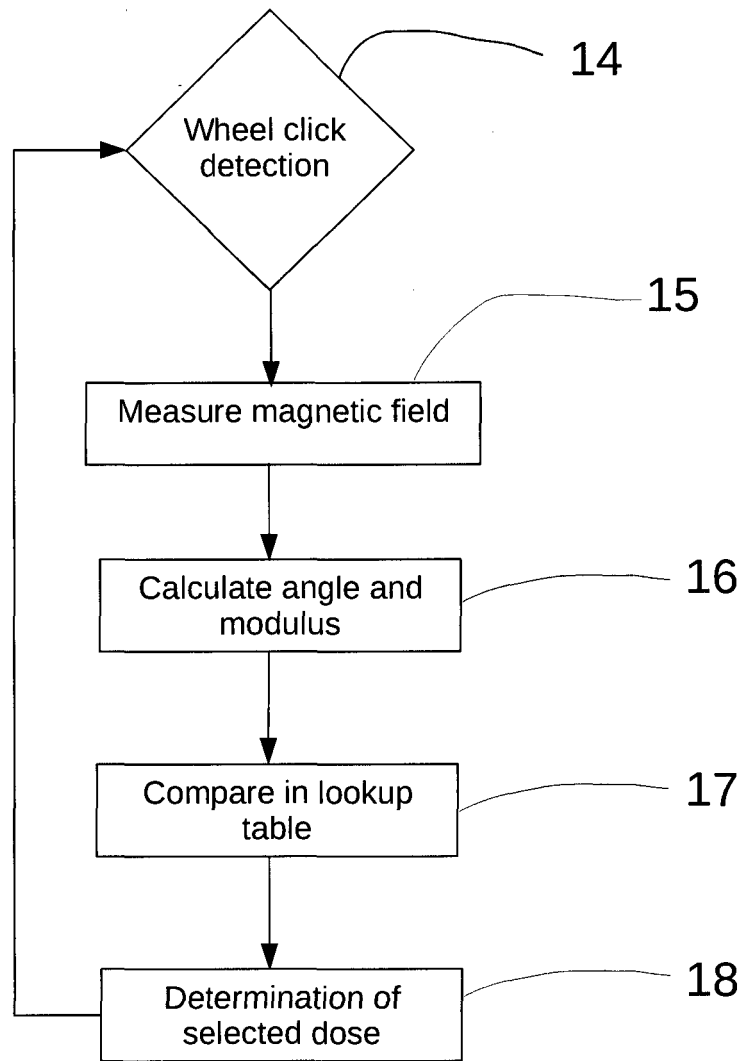 14
Wheel click
detection
15
Measure magnetic field
16
Calculate angle and
modulus
17
Compare in lookup
table
18
Determination of
selected dose